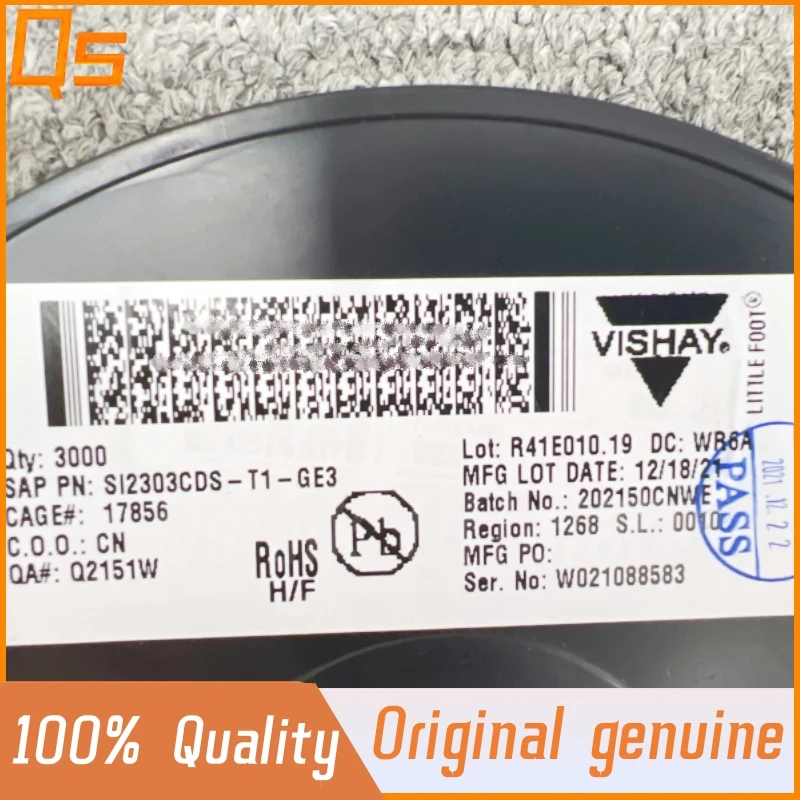 Qs
VISHAY®
LITTLE FOOT®
Qty: 3000
SAP PN: SI2303CDS-T1-GE3
CAGE#: 17856
C.O.O.: CN
QA#: Q2151W
RoHS
H/F
Pb
Lot: R41E010.19 DC: WB6A
MFG LOT DATE: 12/18/21
Batch No.: 202150CNWE
Region: 1268 S.L.: 0010
MFG PO:
Ser. No: W021088583
PASS
2021.12.22
100% Quality
Original genuine